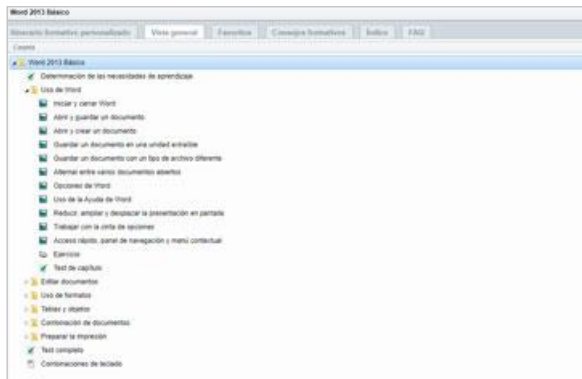 Word 2013 Básico
Itinerario formativo personalizado Vista general Favoritos Consejos formativos Índice FAQ
Word 2013 Básico
Determinación de las necesidades de aprendizaje
Uso de Word
Iniciar y cerrar Word
Abrir y guardar un documento
Abrir y crear un documento
Guardar un documento en una unidad extraíble
Guardar un documento con un tipo de archivo diferente
Alternar entre varios documentos abiertos
Opciones de Word
Uso de la Ayuda de Word
Reducir, ampliar y desplazar la presentación en pantalla
Trabajar con la cinta de opciones
Acceso rápido, panel de navegación y menú contextual
Ejercicio
Test de capítulo
Editar documentos
Uso de formatos
Tablas y objetos
Combinación de documentos
Preparar la impresión
Test completo
Combinaciones de teclado